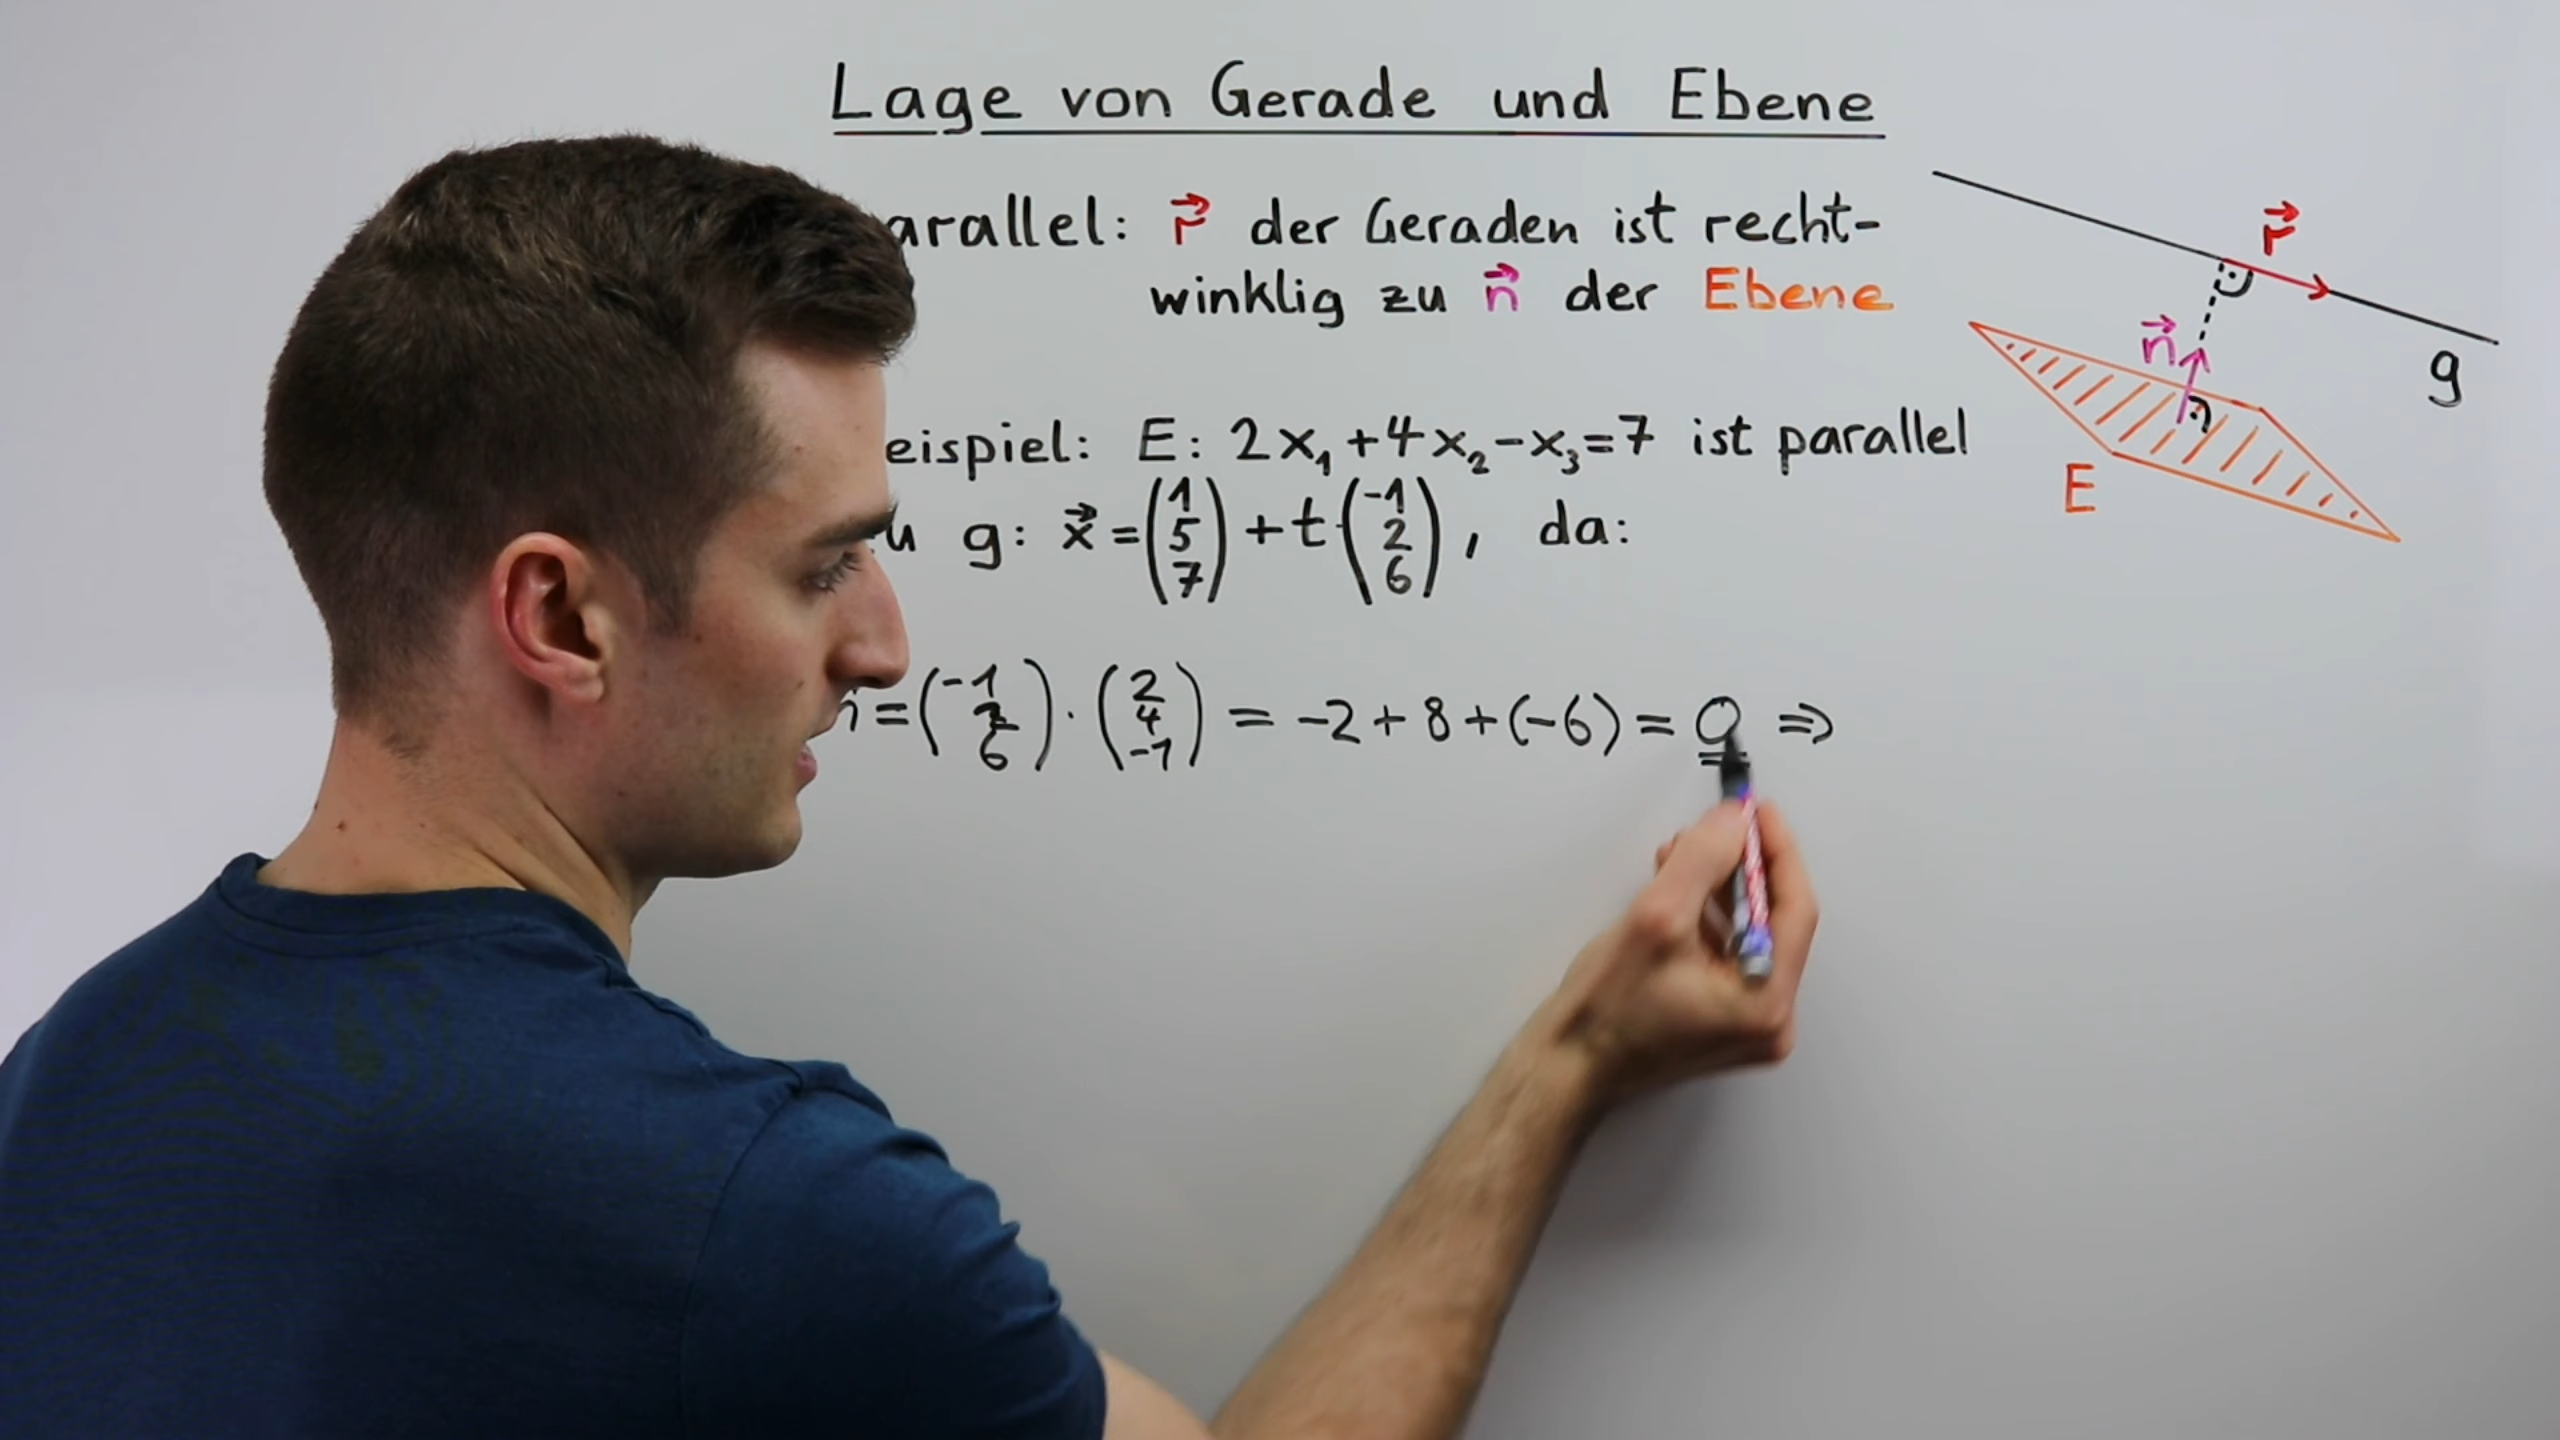 Lage von Gerade und Ebene
arallel: r⃗ der Geraden ist recht-
winklig zu n⃗ der Ebene
eispiel: E: 2x₁+4x₂-x₃=7 ist parallel
u g: x⃗ = (1 5 7) + t·(-1 2 6), da:
= (-1 2 6) · (2 4 -1) = -2+8+(-6) = 0 ⇒
r⃗
n⃗
g
E